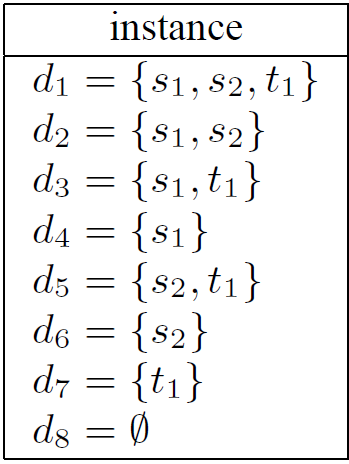 instance
d₁ = {s₁, s₂, t₁}
d₂ = {s₁, s₂}
d₃ = {s₁, t₁}
d₄ = {s₁}
d₅ = {s₂, t₁}
d₆ = {s₂}
d₇ = {t₁}
d₈ = ∅